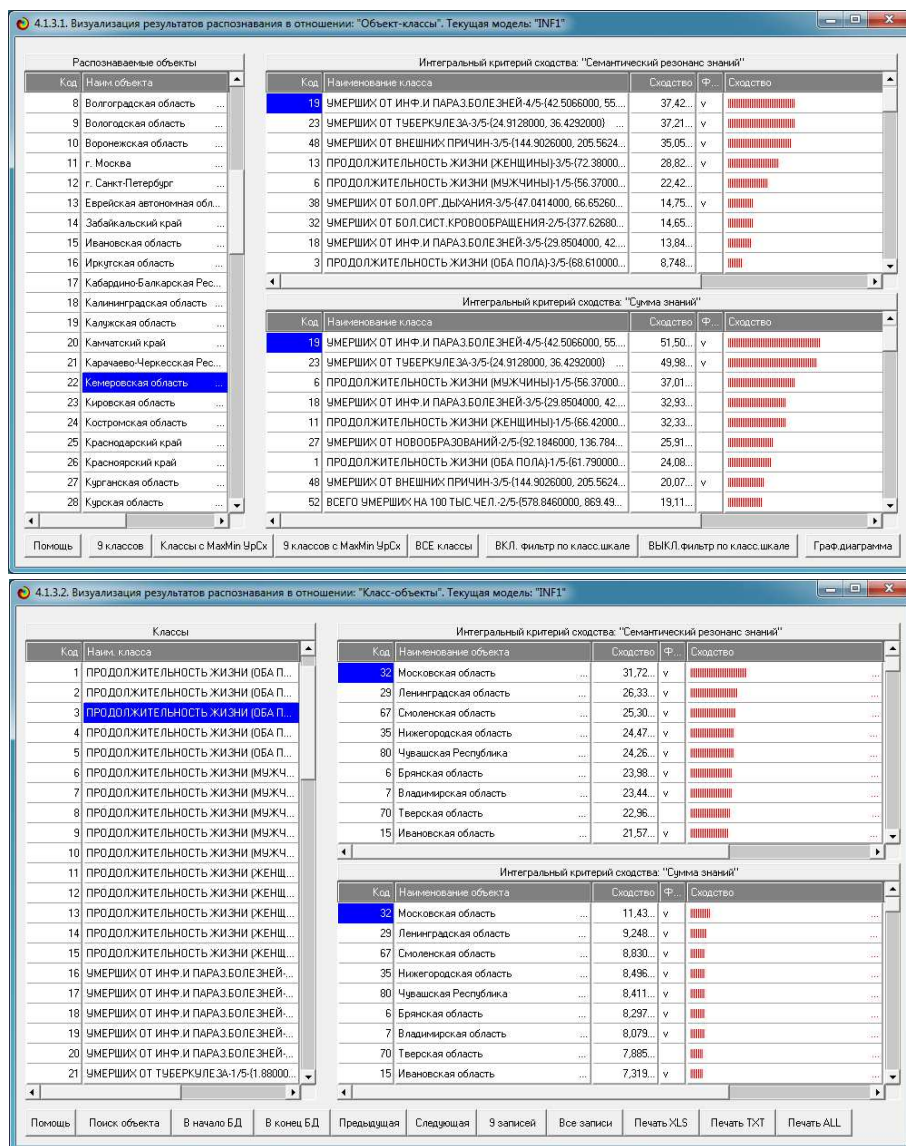 4.1.3.1. Визуализация результатов распознавания в отношении: "Объект-классы". Текущая модель: "INF1"
Распознаваемые объекты
Код Наим.объекта
8 Волгоградская область ...
9 Вологодская область ...
10 Воронежская область ...
11 г. Москва ...
12 г. Санкт-Петербург ...
13 Еврейская автономная обл...
14 Забайкальский край ...
15 Ивановская область ...
16 Иркутская область ...
17 Кабардино-Балкарская Рес...
18 Калининградская область ...
19 Калужская область ...
20 Камчатский край ...
21 Карачаево-Черкесская Рес...
22 Кемеровская область ...
23 Кировская область ...
24 Костромская область ...
25 Краснодарский край ...
26 Красноярский край ...
27 Курганская область ...
28 Курская область ...
Интегральный критерий сходства: "Семантический резонанс знаний"
Код Наименование класса Сходство Ф... Сходство
19 УМЕРШИХ ОТ ИНФ.И ПАРАЗ.БОЛЕЗНЕЙ-4/5-{42.5066000, 55.... 37,42... v
23 УМЕРШИХ ОТ ТУБЕРКУЛЕЗА-3/5-{24.9128000, 36.4292000} ... 37,21... v
48 УМЕРШИХ ОТ ВНЕШНИХ ПРИЧИН-3/5-{144.9026000, 205.5624... 35,05... v
13 ПРОДОЛЖИТЕЛЬНОСТЬ ЖИЗНИ (ЖЕНЩИНЫ)-3/5-{72.38000... 28,82... v
6 ПРОДОЛЖИТЕЛЬНОСТЬ ЖИЗНИ (МУЖЧИНЫ)-1/5-{56.37000... 22,42...
38 УМЕРШИХ ОТ БОЛ.ОРГ.ДЫХАНИЯ-3/5-{47.0414000, 66.65260... 14,75... v
32 УМЕРШИХ ОТ БОЛ.СИСТ.КРОВООБРАЩЕНИЯ-2/5-{377.62680... 14,65...
18 УМЕРШИХ ОТ ИНФ.И ПАРАЗ.БОЛЕЗНЕЙ-3/5-{29.8504000, 42.... 13,84...
3 ПРОДОЛЖИТЕЛЬНОСТЬ ЖИЗНИ (ОБА ПОЛА)-3/5-{68.610000... 8,748...
Интегральный критерий сходства: "Сумма знаний"
Код Наименование класса Сходство Ф... Сходство
19 УМЕРШИХ ОТ ИНФ.И ПАРАЗ.БОЛЕЗНЕЙ-4/5-{42.5066000, 55.... 51,50... v
23 УМЕРШИХ ОТ ТУБЕРКУЛЕЗА-3/5-{24.9128000, 36.4292000} ... 49,98... v
6 ПРОДОЛЖИТЕЛЬНОСТЬ ЖИЗНИ (МУЖЧИНЫ)-1/5-{56.37000... 37,01...
18 УМЕРШИХ ОТ ИНФ.И ПАРАЗ.БОЛЕЗНЕЙ-3/5-{29.8504000, 42.... 32,93...
11 ПРОДОЛЖИТЕЛЬНОСТЬ ЖИЗНИ (ЖЕНЩИНЫ)-1/5-{66.42000... 32,33...
27 УМЕРШИХ ОТ НОВООБРАЗОВАНИЙ-2/5-{92.1846000, 136.784... 25,91...
1 ПРОДОЛЖИТЕЛЬНОСТЬ ЖИЗНИ (ОБА ПОЛА)-1/5-{61.790000... 24,08...
48 УМЕРШИХ ОТ ВНЕШНИХ ПРИЧИН-3/5-{144.9026000, 205.5624... 20,07... v
52 ВСЕГО УМЕРШИХ НА 100 ТЫС.ЧЕЛ.-2/5-{578.8460000, 869.49... 19,11...
Помощь 9 классов Классы с MaxMin УрСх 9 классов с MaxMin УрСх ВСЕ классы ВКЛ. фильтр по класс.шкале ВЫКЛ.фильтр по класс.шкале Граф.диаграмма
4.1.3.2. Визуализация результатов распознавания в отношении: "Класс-объекты". Текущая модель: "INF1"
Классы
Код Наим. класса
1 ПРОДОЛЖИТЕЛЬНОСТЬ ЖИЗНИ (ОБА П...
2 ПРОДОЛЖИТЕЛЬНОСТЬ ЖИЗНИ (ОБА П...
3 ПРОДОЛЖИТЕЛЬНОСТЬ ЖИЗНИ (ОБА П...
4 ПРОДОЛЖИТЕЛЬНОСТЬ ЖИЗНИ (ОБА П...
5 ПРОДОЛЖИТЕЛЬНОСТЬ ЖИЗНИ (ОБА П...
6 ПРОДОЛЖИТЕЛЬНОСТЬ ЖИЗНИ (МУЖЧ...
7 ПРОДОЛЖИТЕЛЬНОСТЬ ЖИЗНИ (МУЖЧ...
8 ПРОДОЛЖИТЕЛЬНОСТЬ ЖИЗНИ (МУЖЧ...
9 ПРОДОЛЖИТЕЛЬНОСТЬ ЖИЗНИ (МУЖЧ...
10 ПРОДОЛЖИТЕЛЬНОСТЬ ЖИЗНИ (МУЖЧ...
11 ПРОДОЛЖИТЕЛЬНОСТЬ ЖИЗНИ (ЖЕНЩ...
12 ПРОДОЛЖИТЕЛЬНОСТЬ ЖИЗНИ (ЖЕНЩ...
13 ПРОДОЛЖИТЕЛЬНОСТЬ ЖИЗНИ (ЖЕНЩ...
14 ПРОДОЛЖИТЕЛЬНОСТЬ ЖИЗНИ (ЖЕНЩ...
15 ПРОДОЛЖИТЕЛЬНОСТЬ ЖИЗНИ (ЖЕНЩ...
16 УМЕРШИХ ОТ ИНФ.И ПАРАЗ.БОЛЕЗНЕЙ-...
17 УМЕРШИХ ОТ ИНФ.И ПАРАЗ.БОЛЕЗНЕЙ-...
18 УМЕРШИХ ОТ ИНФ.И ПАРАЗ.БОЛЕЗНЕЙ-...
19 УМЕРШИХ ОТ ИНФ.И ПАРАЗ.БОЛЕЗНЕЙ-...
20 УМЕРШИХ ОТ ИНФ.И ПАРАЗ.БОЛЕЗНЕЙ-...
21 УМЕРШИХ ОТ ТУБЕРКУЛЕЗА-1/5-{1.88000...
Интегральный критерий сходства: "Семантический резонанс знаний"
Код Наименование объекта Сходство Ф... Сходство
32 Московская область ... 31,72... v ...
29 Ленинградская область ... 26,33... v ...
67 Смоленская область ... 25,30... v ...
35 Нижегородская область ... 24,47... v ...
80 Чувашская Республика ... 24,26... v ...
6 Брянская область ... 23,98... v ...
7 Владимирская область ... 23,44... v ...
70 Тверская область ... 22,96... ...
15 Ивановская область ... 21,57... v ...
Интегральный критерий сходства: "Сумма знаний"
Код Наименование объекта Сходство Ф... Сходство
32 Московская область ... 11,43... v ...
29 Ленинградская область ... 9,248... v ...
67 Смоленская область ... 8,830... v ...
35 Нижегородская область ... 8,496... v ...
80 Чувашская Республика ... 8,411... v ...
6 Брянская область ... 8,297... v ...
7 Владимирская область ... 8,079... v ...
70 Тверская область ... 7,885... ...
15 Ивановская область ... 7,319... v ...
Помощь Поиск объекта В начало БД В конец БД Предыдущая Следующая 9 записей Все записи Печать XLS Печать TXT Печать ALL